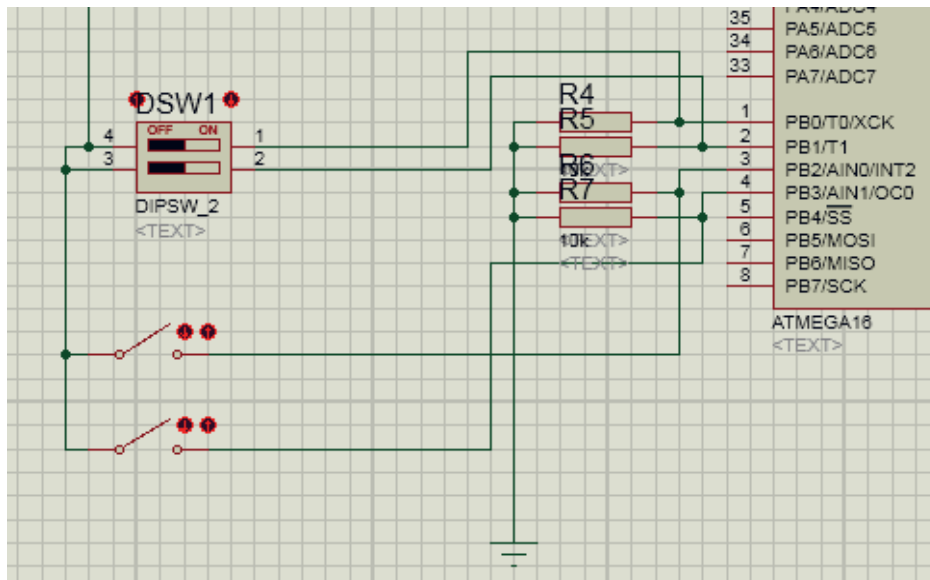 35
PA5/ADC5
34
PA6/ADC6
33
PA7/ADC7
DSW1
OFF ON
4
1
3
2
DIPSW_2
<TEXT>
R4
R5
R6
R7
10k
<TEXT>
<TEXT>
1
PB0/T0/XCK
2
PB1/T1
3
PB2/AIN0/INT2
4
PB3/AIN1/OC0
5
PB4/SS
6
PB5/MOSI
7
PB6/MISO
8
PB7/SCK
ATMEGA16
<TEXT>